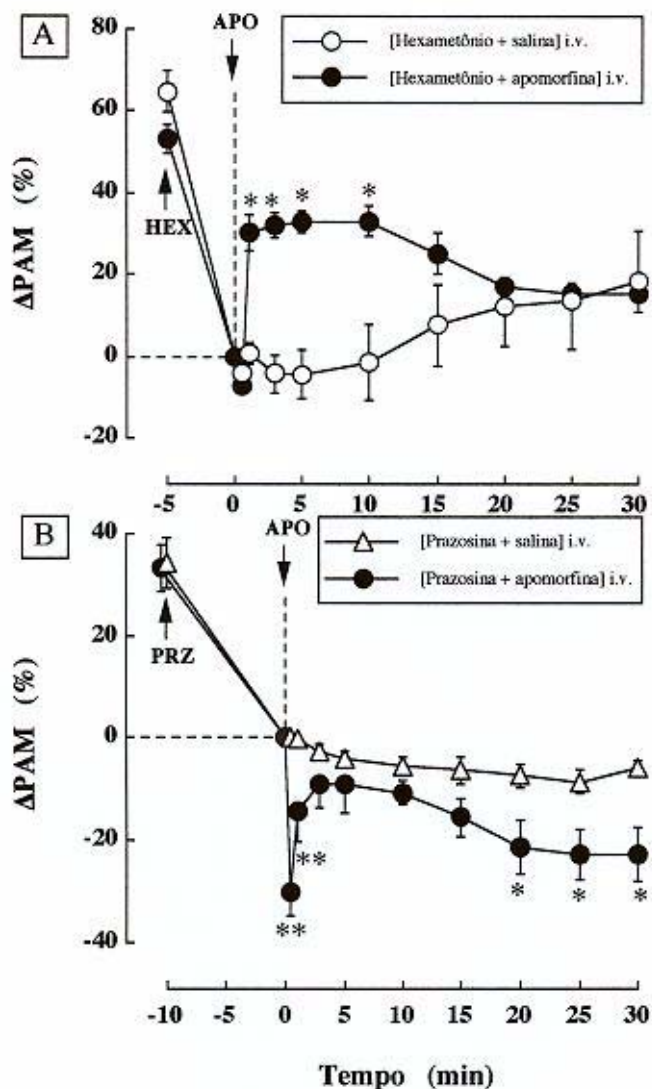 A
APO
[Hexametônio + salina] i.v.
[Hexametônio + apomorfina] i.v.
80
60
40
20
0
-20
ΔPAM (%)
HEX
* * * *
-5 0 5 10 15 20 25 30
B
APO
[Prazosina + salina] i.v.
[Prazosina + apomorfina] i.v.
40
20
0
-20
-40
ΔPAM (%)
PRZ
**
**
* * *
-10 -5 0 5 10 15 20 25 30
Tempo (min)